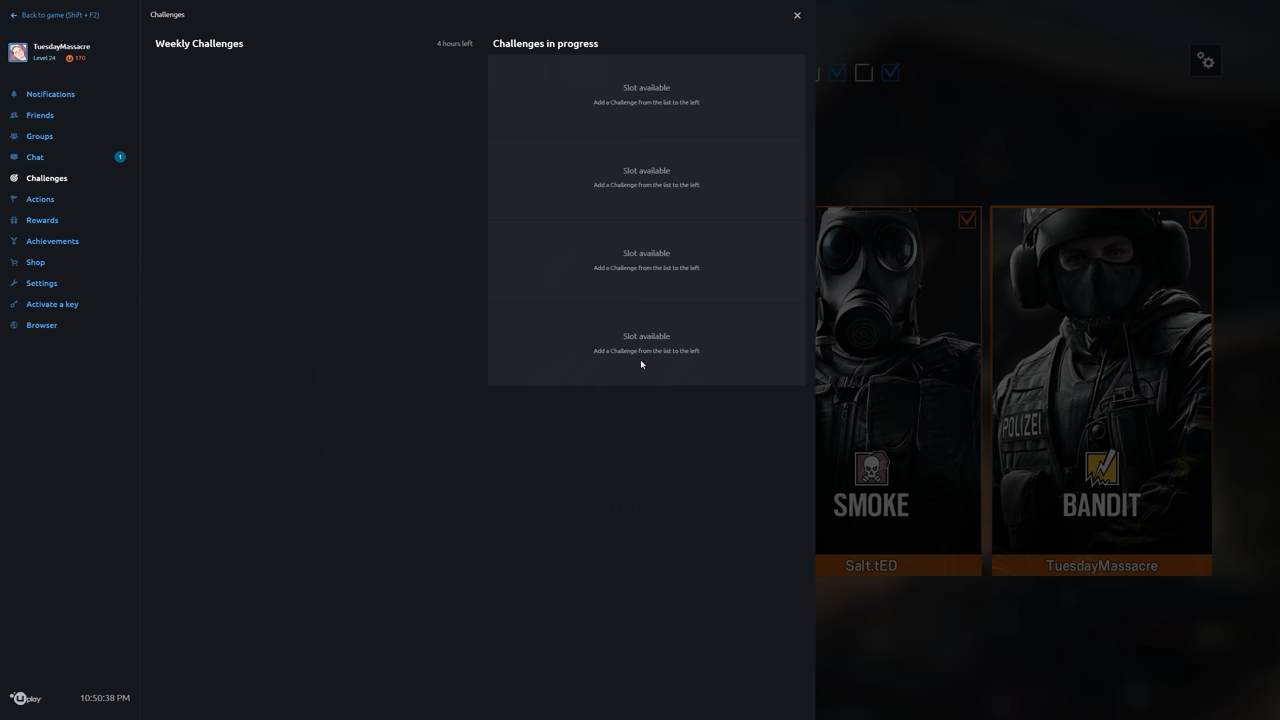 Back to game (Shift + F2)
TuesdayMassacre
Level 24
170
Notifications
Friends
Groups
Chat
1
Challenges
Actions
Rewards
Achievements
Shop
Settings
Activate a key
Browser
uplay
10:50:38 PM
Challenges
Weekly Challenges
4 hours left
Challenges in progress
Slot available
Add a Challenge from the list to the left
Slot available
Add a Challenge from the list to the left
Slot available
Add a Challenge from the list to the left
Slot available
Add a Challenge from the list to the left
SMOKE
Salt.tED
POLIZEI
BANDIT
TuesdayMassacre